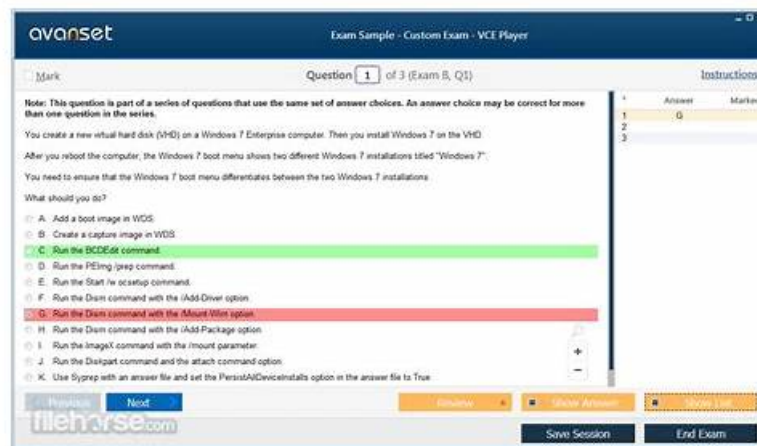 avanset
Exam Sample - Custom Exam - VCE Player
Mark
Question 1 of 3 (Exam B, Q1)
Instructions
Note: This question is part of a series of questions that use the same set of answer choices. An answer choice may be correct for more
than one question in the series.
You create a new virtual hard disk (VHD) on a Windows 7 Enterprise computer. Then you install Windows 7 on the VHD.
After you reboot the computer, the Windows 7 boot menu shows two different Windows 7 installations titled "Windows 7".
You need to ensure that the Windows 7 boot menu differentiates between the two Windows 7 installations
What should you do?
A. Add a boot image in WDS.
B. Create a capture image in WDS.
C. Run the BCDEdit command.
D. Run the PEImg /prep command.
E. Run the Start /w ocsetup command.
F. Run the Dism command with the /Add-Driver option.
G. Run the Dism command with the /Mount-Wim option.
H. Run the Dism command with the /Add-Package option.
I. Run the ImageX command with the /mount parameter.
J. Run the Diskpart command and the attach command option.
K. Use Syprep with an answer file and set the PersistAllDeviceInstalls option in the answer file to True
Answer Marked
1 G
2
3
+
-
Previous
Next
Review
Show Answer
Show List
filehorse.com
Save Session
End Exam